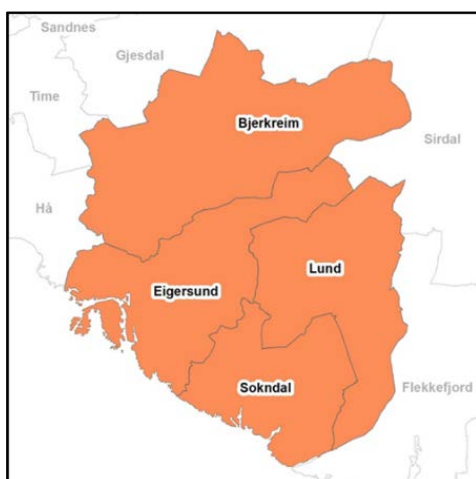 Sandnes
Gjesdal
Time
Bjerkreim
Sirdal
Hå
Lund
Eigersund
Sokndal
Flekkefjord